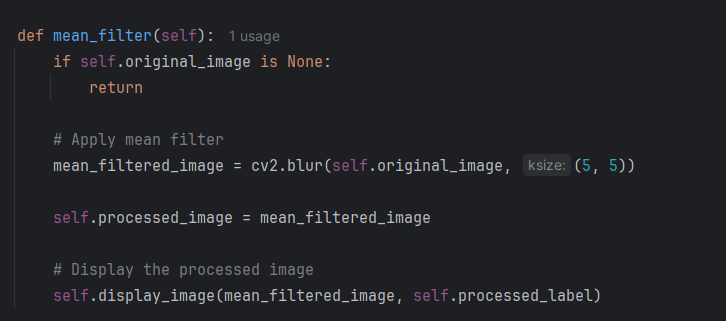 def mean_filter(self): 1 usage
    if self.original_image is None:
        return

    # Apply mean filter
    mean_filtered_image = cv2.blur(self.original_image, ksize: (5, 5))

    self.processed_image = mean_filtered_image

    # Display the processed image
    self.display_image(mean_filtered_image, self.processed_label)